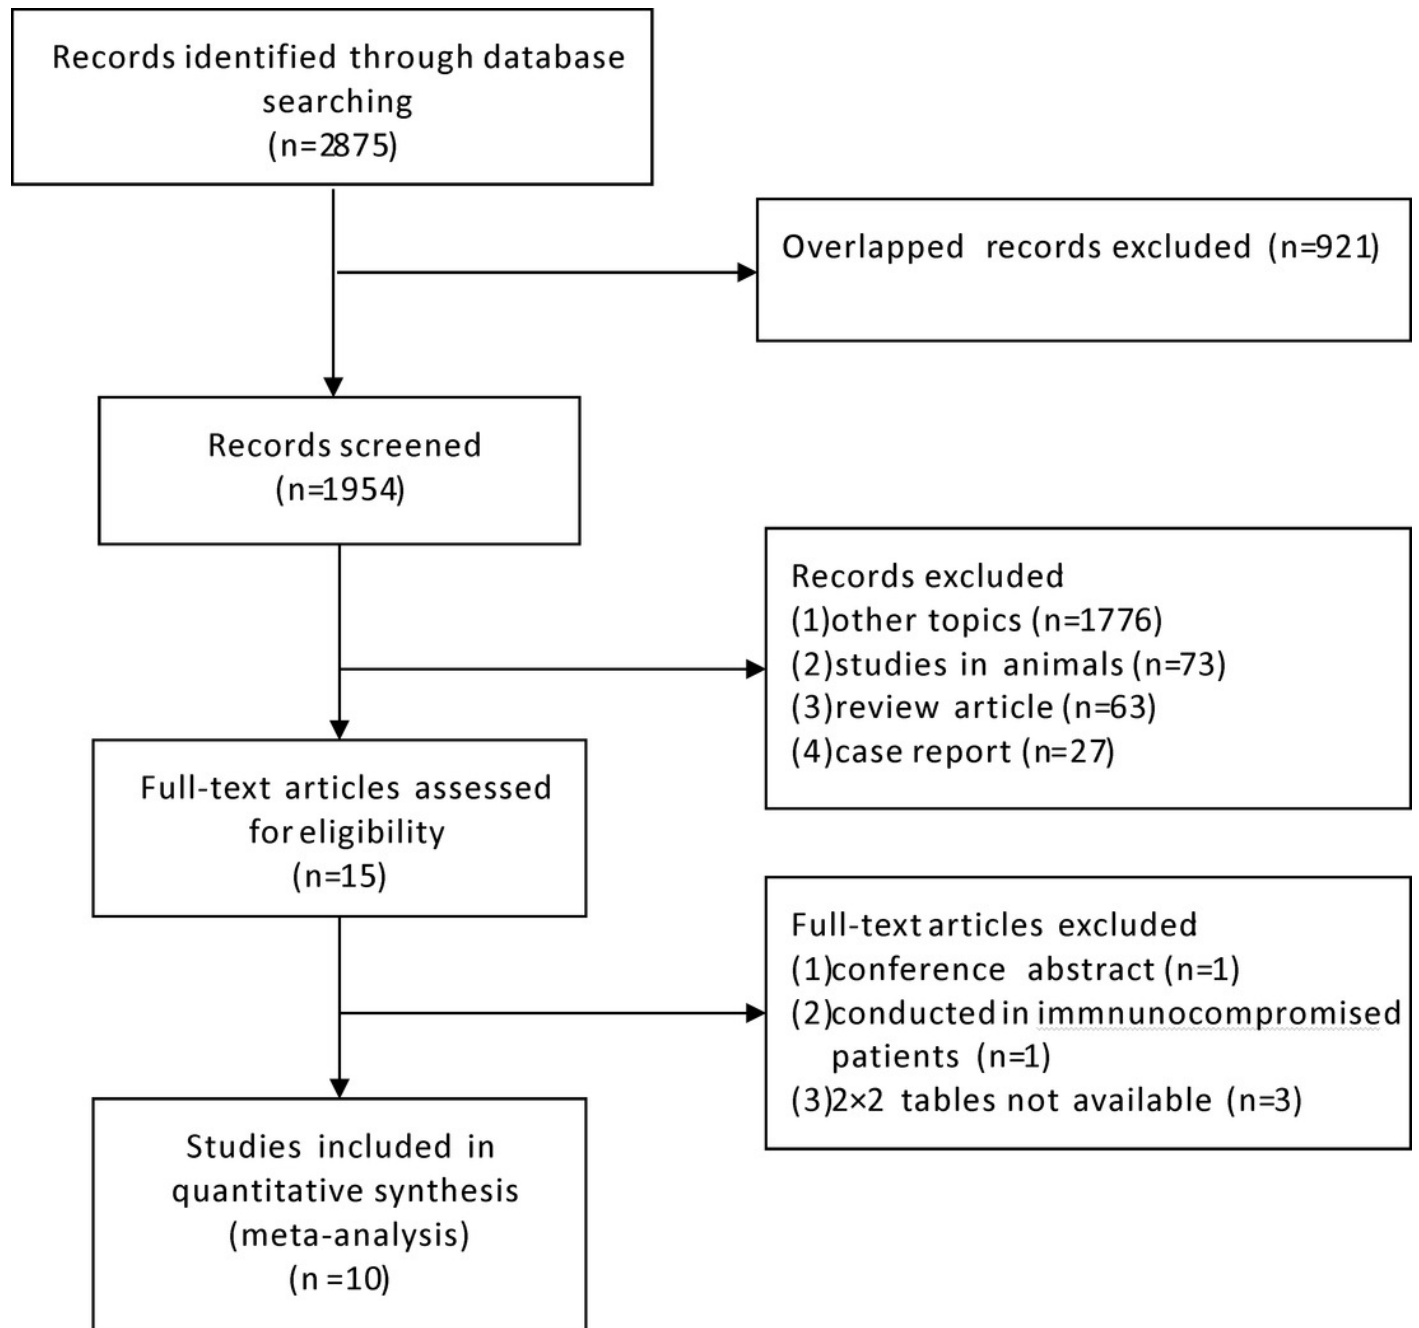 Records identified through database
searching
(n=2875)
Overlapped records excluded (n=921)
Records screened
(n=1954)
Records excluded
(1)other topics (n=1776)
(2)studies in animals (n=73)
(3)review article (n=63)
(4)case report (n=27)
Full-text articles assessed
for eligibility
(n=15)
Full-text articles excluded
(1)conference abstract (n=1)
(2)conducted in immnunocompromised
patients (n=1)
(3)2×2 tables not available (n=3)
Studies included in
quantitative synthesis
(meta-analysis)
(n =10)